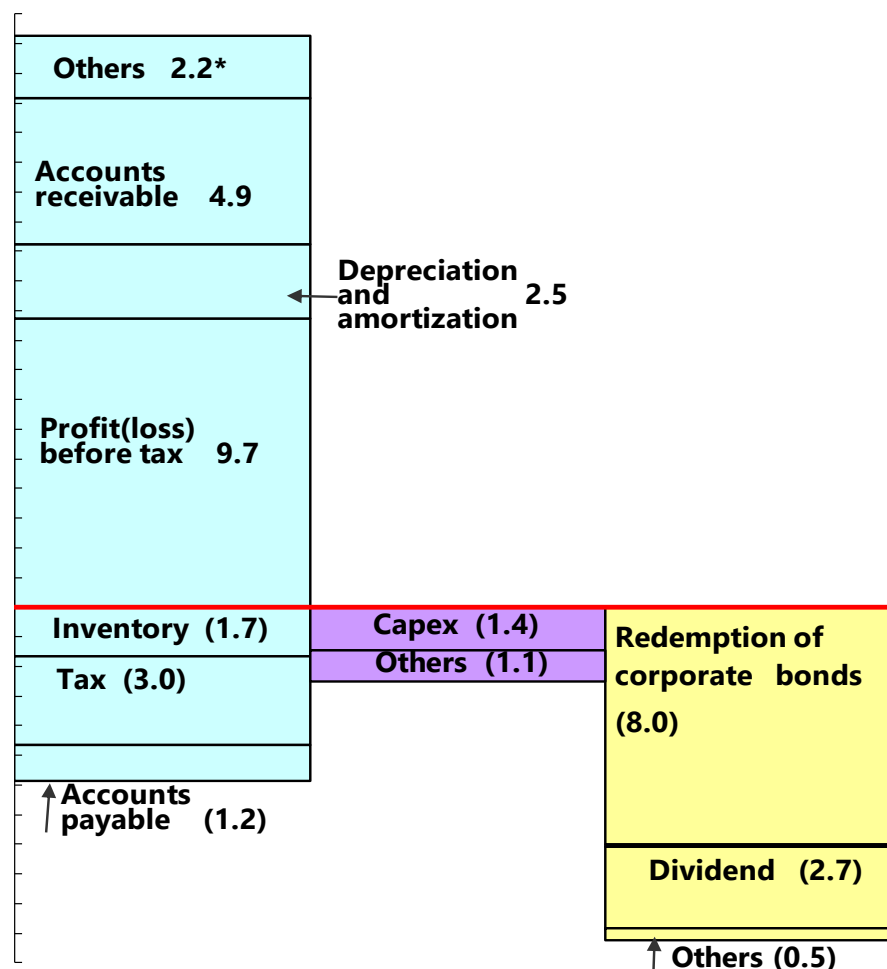 Others 2.2*
Accounts
receivable 4.9
Depreciation
and 2.5
amortization
Profit(loss)
before tax 9.7
Inventory (1.7)
Tax (3.0)
Accounts
payable (1.2)
Capex (1.4)
Others (1.1)
Redemption of
corporate bonds
(8.0)
Dividend (2.7)
Others (0.5)